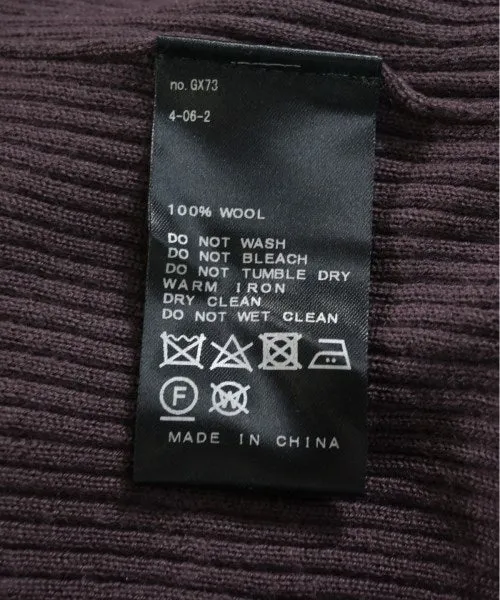 no. GX73
4-06-2
100% WOOL
DO NOT WASH
DO NOT BLEACH
DO NOT TUMBLE DRY
WARM IRON
DRY CLEAN
DO NOT WET CLEAN
F W
MADE IN CHINA